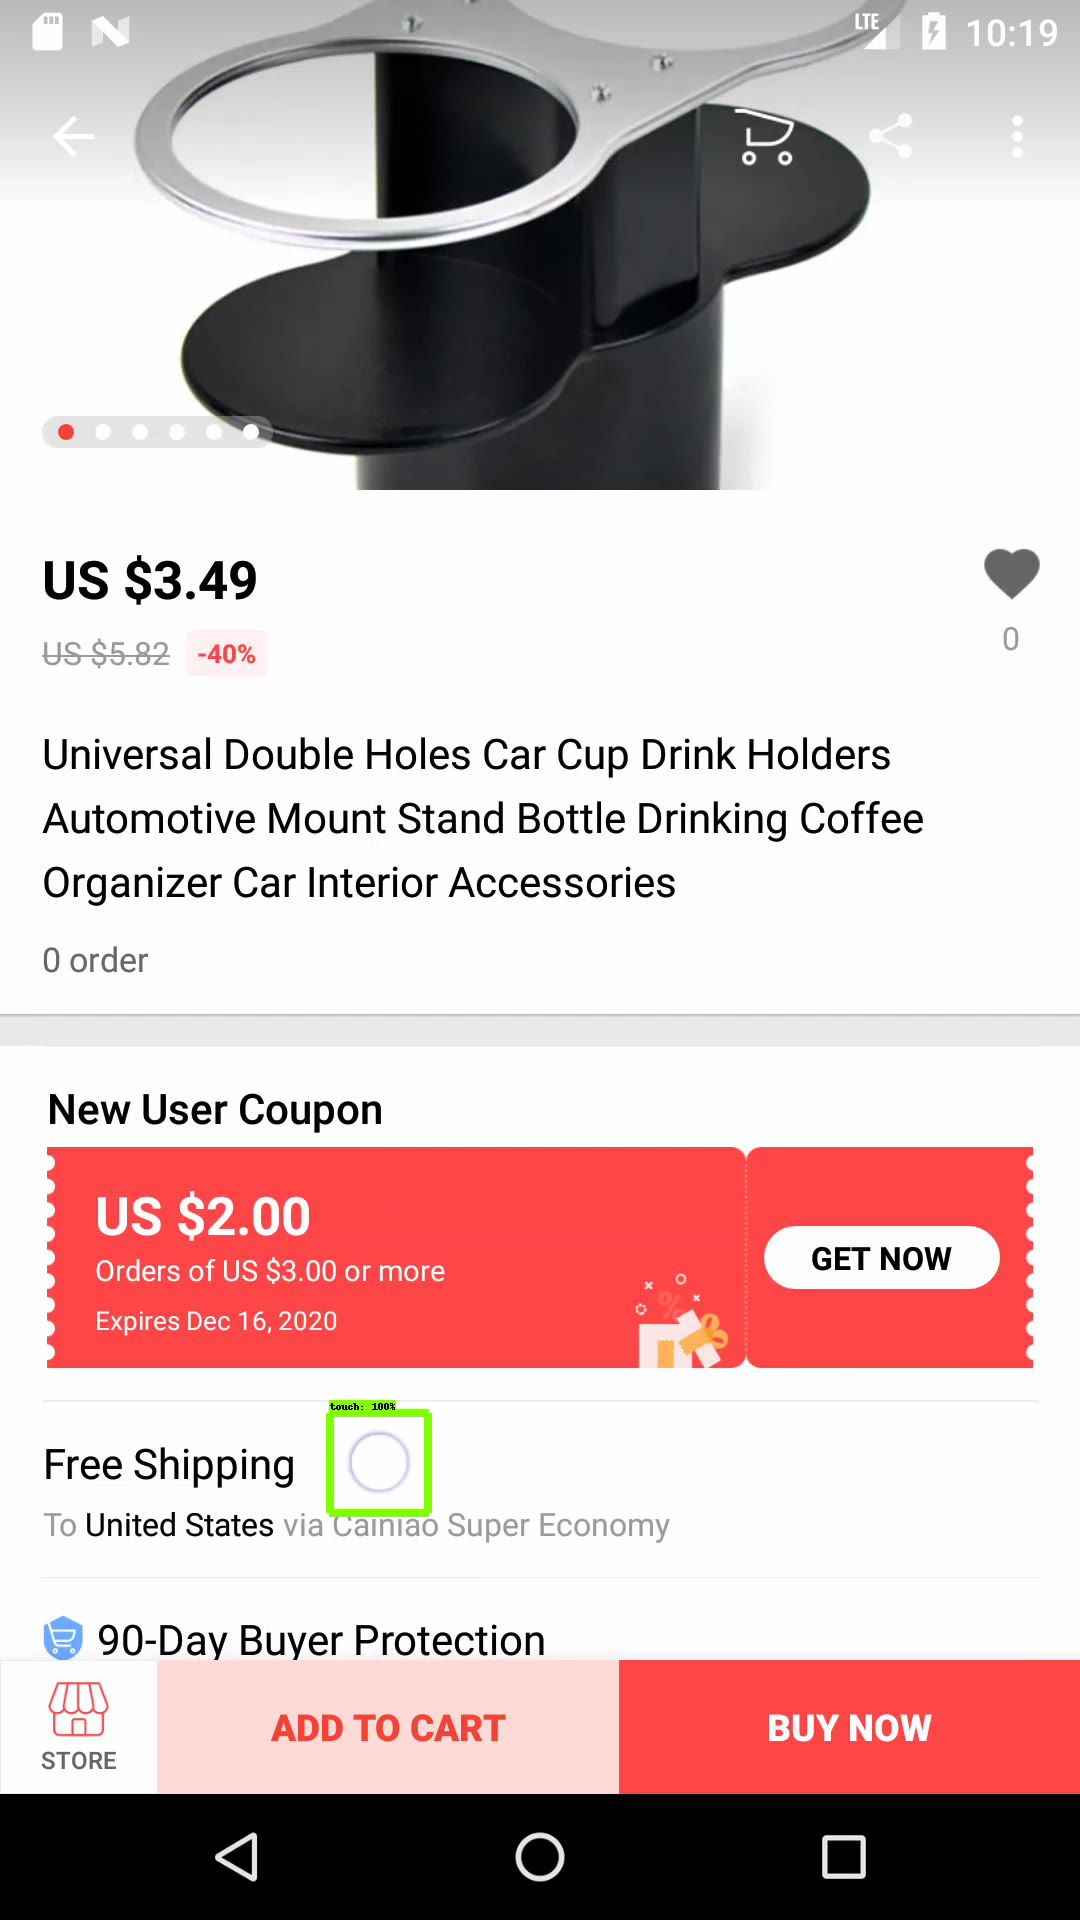 LTE 10:19
US $3.49
US $5.82 -40%
0
Universal Double Holes Car Cup Drink Holders
Automotive Mount Stand Bottle Drinking Coffee
Organizer Car Interior Accessories
0 order
New User Coupon
US $2.00
Orders of US $3.00 or more
Expires Dec 16, 2020
GET NOW
touch: 100%
Free Shipping
To United States via Cainiao Super Economy
90-Day Buyer Protection
STORE
ADD TO CART
BUY NOW